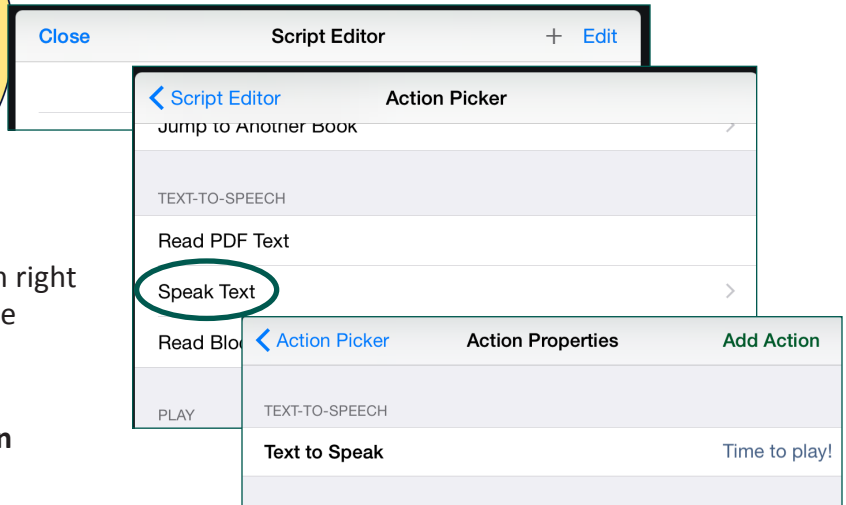 Close Script Editor + Edit
Script Editor Action Picker
Jump to Another Book
TEXT-TO-SPEECH
Read PDF Text
right
Speak Text
Read
Action Picker Action Properties Add Action
PLAY
TEXT-TO-SPEECH
Text to Speak Time to play!